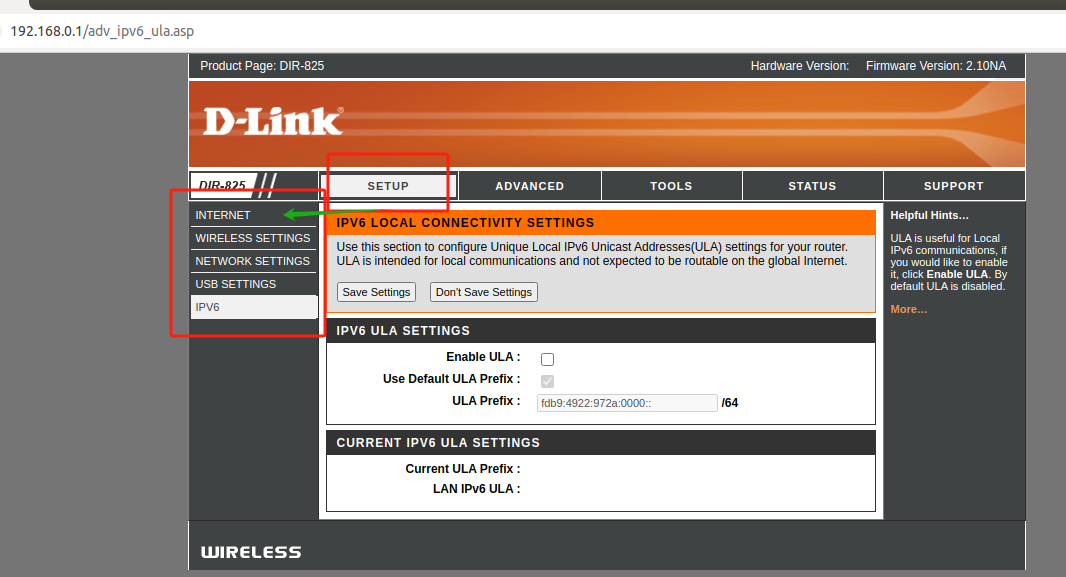 192.168.0.1/adv_ipv6_ula.asp
Product Page: DIR-825 Hardware Version: Firmware Version: 2.10NA
D-Link®
DIR-825 SETUP ADVANCED TOOLS STATUS SUPPORT
INTERNET
WIRELESS SETTINGS
NETWORK SETTINGS
USB SETTINGS
IPV6
IPV6 LOCAL CONNECTIVITY SETTINGS
Use this section to configure Unique Local IPv6 Unicast Addresses(ULA) settings for your router.
ULA is intended for local communications and not expected to be routable on the global Internet.
Save Settings Don't Save Settings
IPV6 ULA SETTINGS
Enable ULA :
Use Default ULA Prefix :
ULA Prefix : fdb9:4922:972a:0000:: /64
CURRENT IPV6 ULA SETTINGS
Current ULA Prefix :
LAN IPv6 ULA :
Helpful Hints...
ULA is useful for Local
IPv6 communications, if
you would like to enable
it, click Enable ULA. By
default ULA is disabled.
More...
WIRELESS